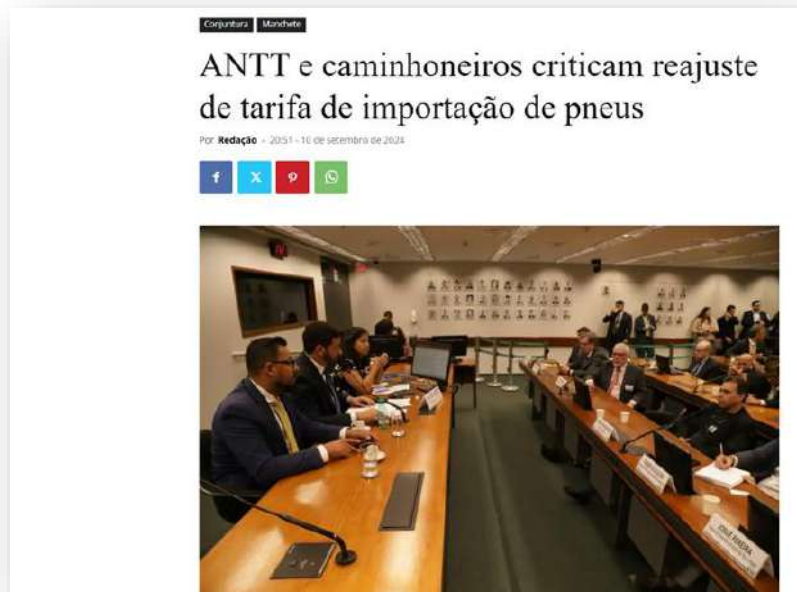 Conjuntura Manchete
ANTT e caminhoneiros criticam reajuste
de tarifa de importação de pneus
Por Redação - 20:51 - 10 de setembro de 2024